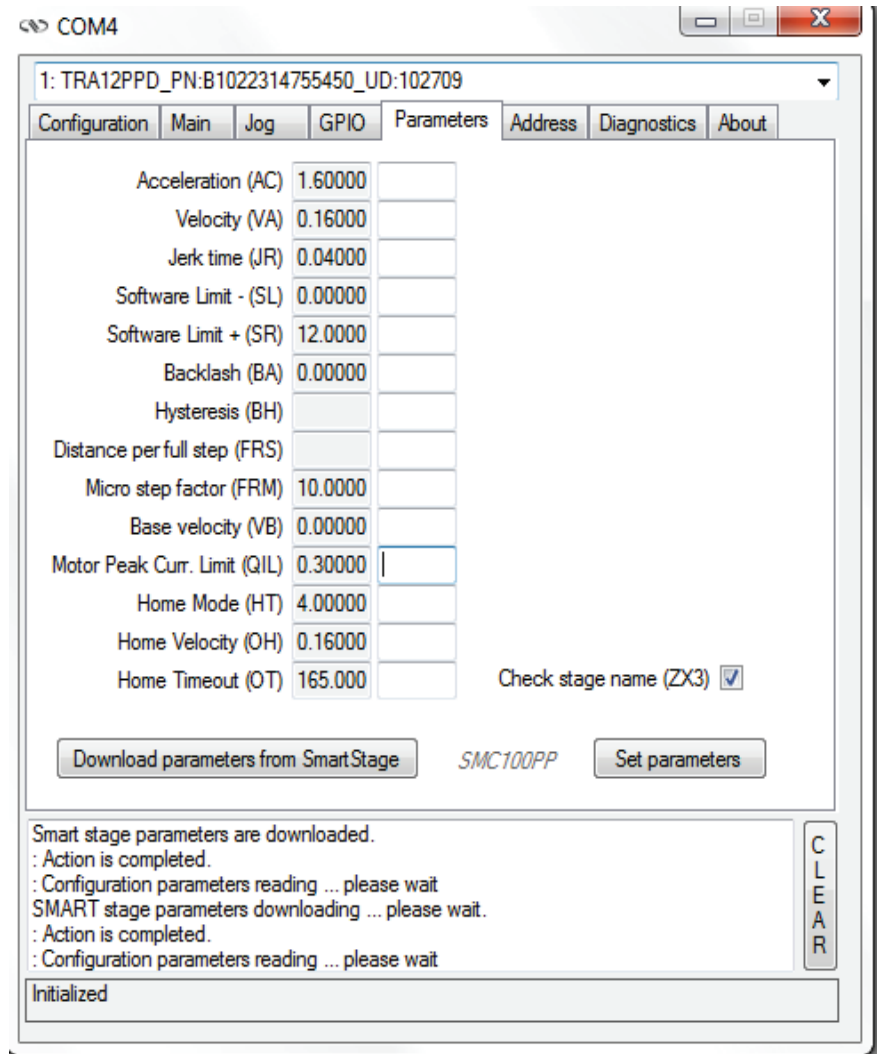 COM4
X
1: TRA12PPD_PN:B1022314755450_UD:102709
Configuration Main Jog GPIO Parameters Address Diagnostics About
Acceleration (AC) 1.60000
Velocity (VA) 0.16000
Jerk time (JR) 0.04000
Software Limit - (SL) 0.00000
Software Limit + (SR) 12.0000
Backlash (BA) 0.00000
Hysteresis (BH)
Distance per full step (FRS)
Micro step factor (FRM) 10.0000
Base velocity (VB) 0.00000
Motor Peak Curr. Limit (QIL) 0.30000
Home Mode (HT) 4.00000
Home Velocity (OH) 0.16000
Home Timeout (OT) 165.000 Check stage name (ZX3)
Download parameters from SmartStage SMC100PP Set parameters
Smart stage parameters are downloaded.
: Action is completed.
: Configuration parameters reading ... please wait
SMART stage parameters downloading ... please wait.
: Action is completed.
: Configuration parameters reading ... please wait
CLEAR
Initialized